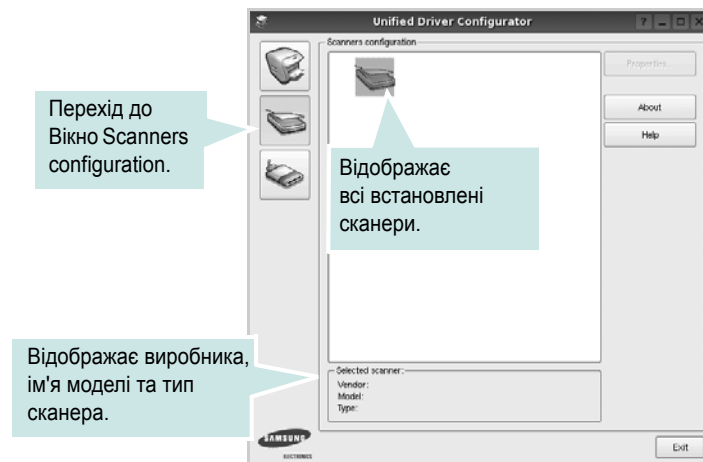 Unified Driver Configurator
Scanners configuration
Properties...
About
Help
Перехід до
Вікно Scanners
configuration.
Відображає
всі встановлені
сканери.
Відображає виробника,
ім'я моделі та тип
сканера.
Selected scanner:
Vendor:
Model:
Type:
SAMSUNG
ELECTRONICS
Exit